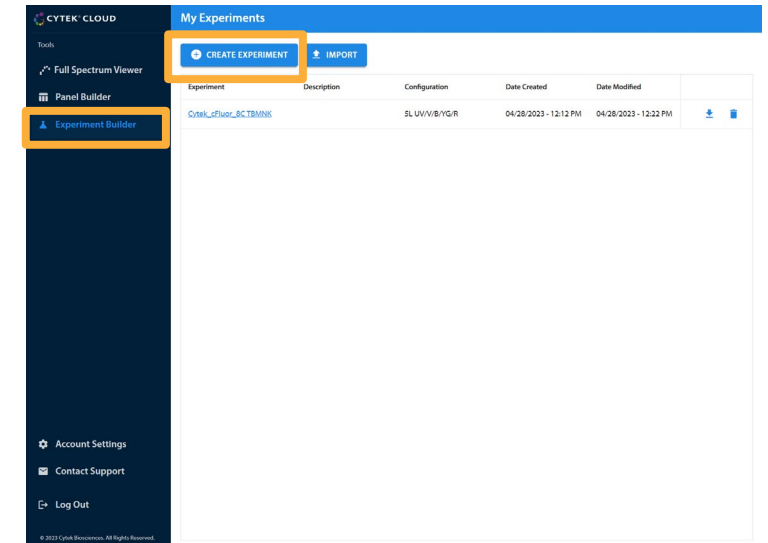 CYTEK® CLOUD
Tools
Full Spectrum Viewer
Panel Builder
Experiment Builder
Account Settings
Contact Support
Log Out
© 2023 Cytek Biosciences. All Rights Reserved.
My Experiments
CREATE EXPERIMENT IMPORT
Experiment Description Configuration Date Created Date Modified
Cytek_cFluor_8C TBMNK 5L UV/V/B/YG/R 04/28/2023 - 12:12 PM 04/28/2023 - 12:22 PM